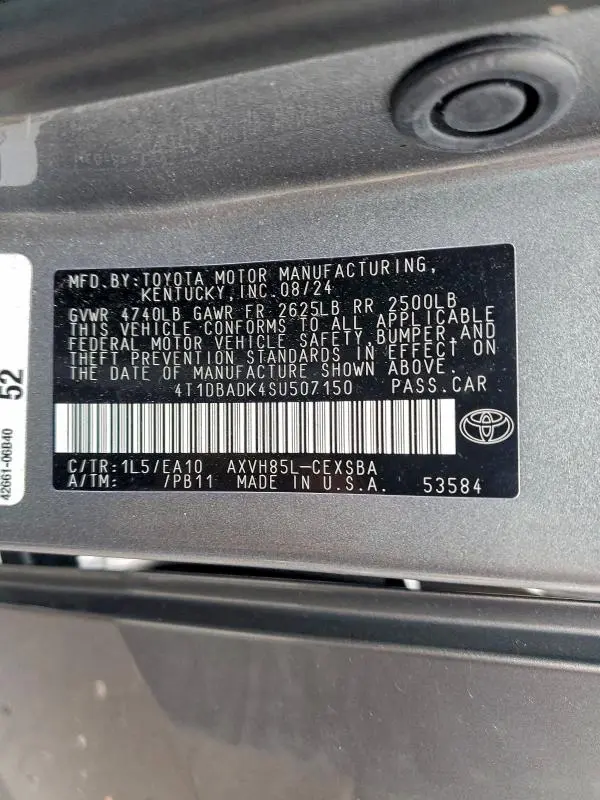 MFD.BY:TOYOTA MOTOR MANUFACTURING,
KENTUCKY,INC.08/24
GVWR 4740LB GAWR FR 2625LB RR 2500LB
THIS VEHICLE CONFORMS TO ALL APPLICABLE
FEDERAL MOTOR VEHICLE SAFETY,BUMPER,AND
THEFT PREVENTION STANDARDS IN EFFECT ON
THE DATE OF MANUFACTURE SHOWN ABOVE.
4T1DBADK4SU507150 PASS.CAR
C/TR:1L5/EA10 AXVH85L-CEXSBA
A/TM: /PB11 MADE IN U.S.A. 53584
52
42661-06B40